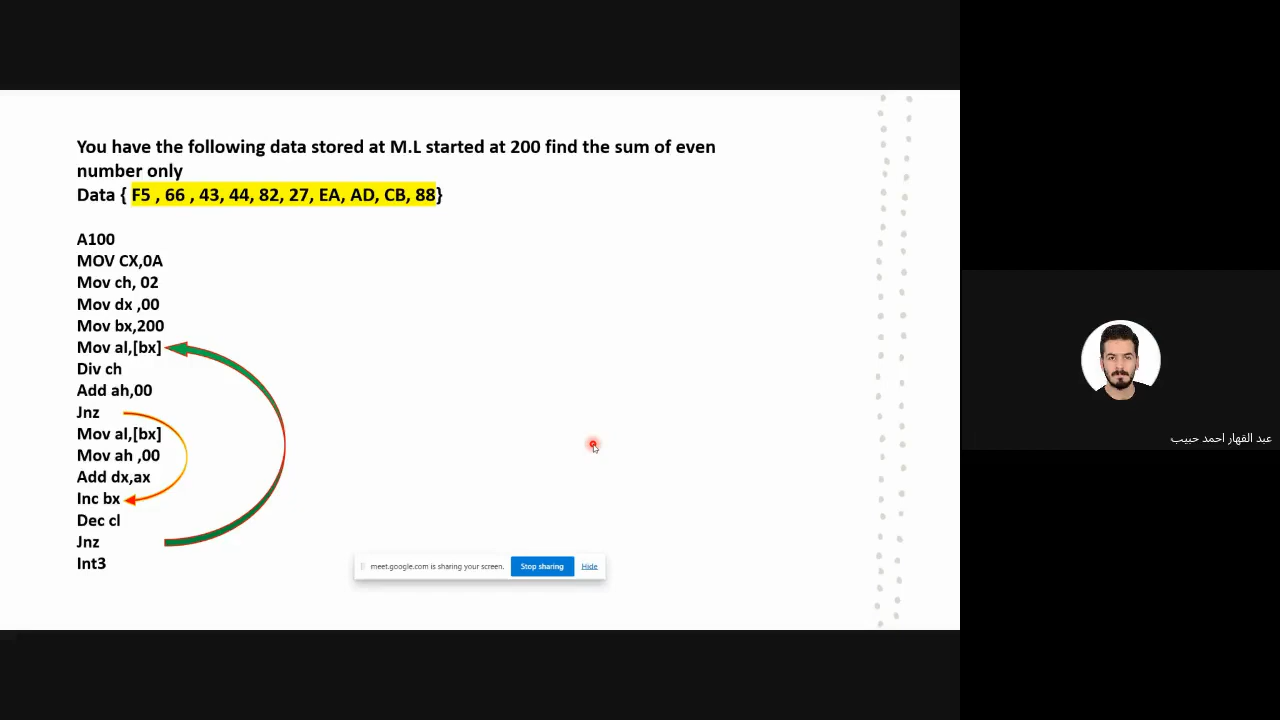 You have the following data stored at M.L started at 200 find the sum of even
number only
Data { F5 , 66 , 43, 44, 82, 27, EA, AD, CB, 88}
A100
MOV CX,0A
Mov ch, 02
Mov dx ,00
Mov bx,200
Mov al,[bx]
Div ch
Add ah,00
Jnz
Mov al,[bx]
Mov ah ,00
Add dx,ax
Inc bx
Dec cl
Jnz
Int3
meet.google.com is sharing your screen.
Stop sharing
Hide
عبد القهار احمد حبيب